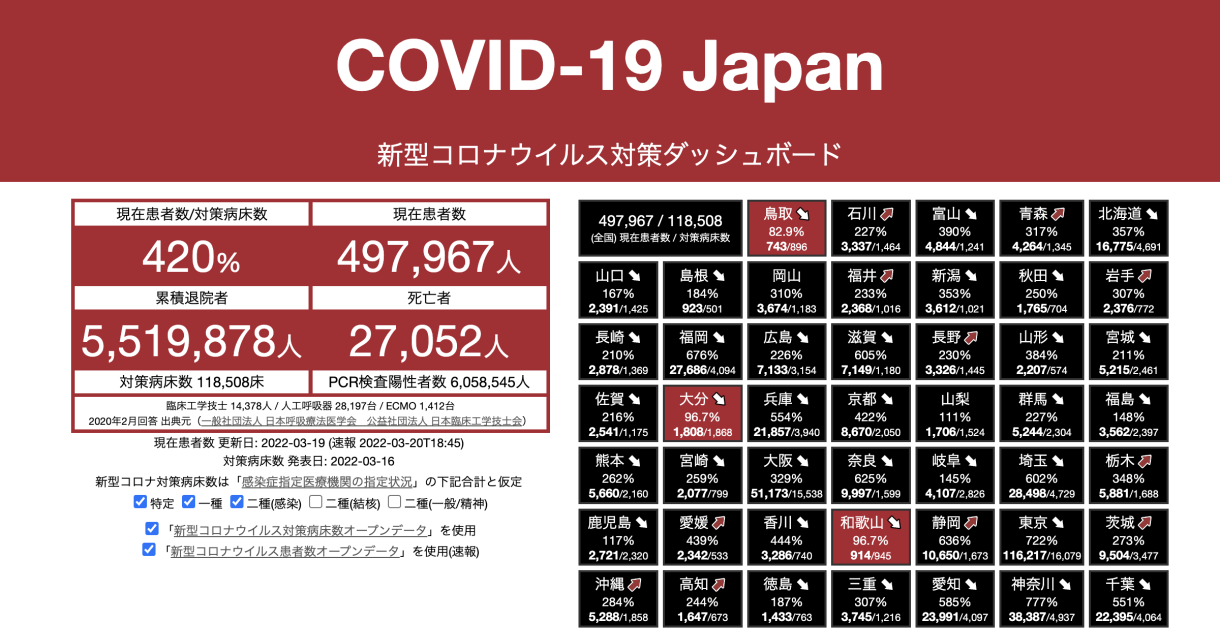 COVID-19 Japan
新型コロナウイルス対策ダッシュボード
現在患者数/対策病床数
現在患者数
420%
497,967人
累積退院者
死亡者
5,519,878人
27,052人
対策病床数 118,508床
PCR検査陽性者数 6,058,545人
臨床工学技士 14,378人 / 人工呼吸器 28,197台 / ECMO 1,412台
2020年2月回答 出典元（一般社団法人 日本呼吸療法医学会　公益社団法人 日本臨床工学技士会）
現在患者数 更新日: 2022-03-19 (速報 2022-03-20T18:45)
対策病床数 発表日: 2022-03-16
新型コロナ対策病床数は「感染症指定医療機関の指定状況」の下記合計と仮定
特定 一種 二種(感染) 二種(結核) 二種(一般/精神)
「新型コロナウイルス対策病床数オープンデータ」を使用
「新型コロナウイルス患者数オープンデータ」を使用(速報)
497,967 / 118,508
(全国) 現在患者数 / 対策病床数
鳥取
82.9%
743/896
石川
227%
3,337/1,464
富山
390%
4,844/1,241
青森
317%
4,264/1,345
北海道
357%
16,775/4,691
山口
167%
2,391/1,425
島根
184%
923/501
岡山
310%
3,674/1,183
福井
233%
2,368/1,016
新潟
353%
3,612/1,021
秋田
250%
1,765/704
岩手
307%
2,376/772
長崎
210%
2,878/1,369
福岡
676%
27,686/4,094
広島
226%
7,133/3,154
滋賀
605%
7,149/1,180
長野
230%
3,326/1,445
山形
384%
2,207/574
宮城
211%
5,215/2,461
佐賀
216%
2,541/1,175
大分
96.7%
1,808/1,868
兵庫
554%
21,857/3,940
京都
422%
8,670/2,050
山梨
111%
1,706/1,524
群馬
227%
5,244/2,304
福島
148%
3,562/2,397
熊本
262%
5,660/2,160
宮崎
259%
2,077/799
大阪
329%
51,173/15,538
奈良
625%
9,997/1,599
岐阜
145%
4,107/2,826
埼玉
602%
28,498/4,729
栃木
348%
5,881/1,688
鹿児島
117%
2,721/2,320
愛媛
439%
2,342/533
香川
444%
3,286/740
和歌山
96.7%
914/945
静岡
636%
10,650/1,673
東京
722%
116,217/16,079
茨城
273%
9,504/3,477
沖縄
284%
5,288/1,858
高知
244%
1,647/673
徳島
187%
1,433/763
三重
307%
3,745/1,216
愛知
585%
23,991/4,097
神奈川
777%
38,387/4,937
千葉
551%
22,395/4,064